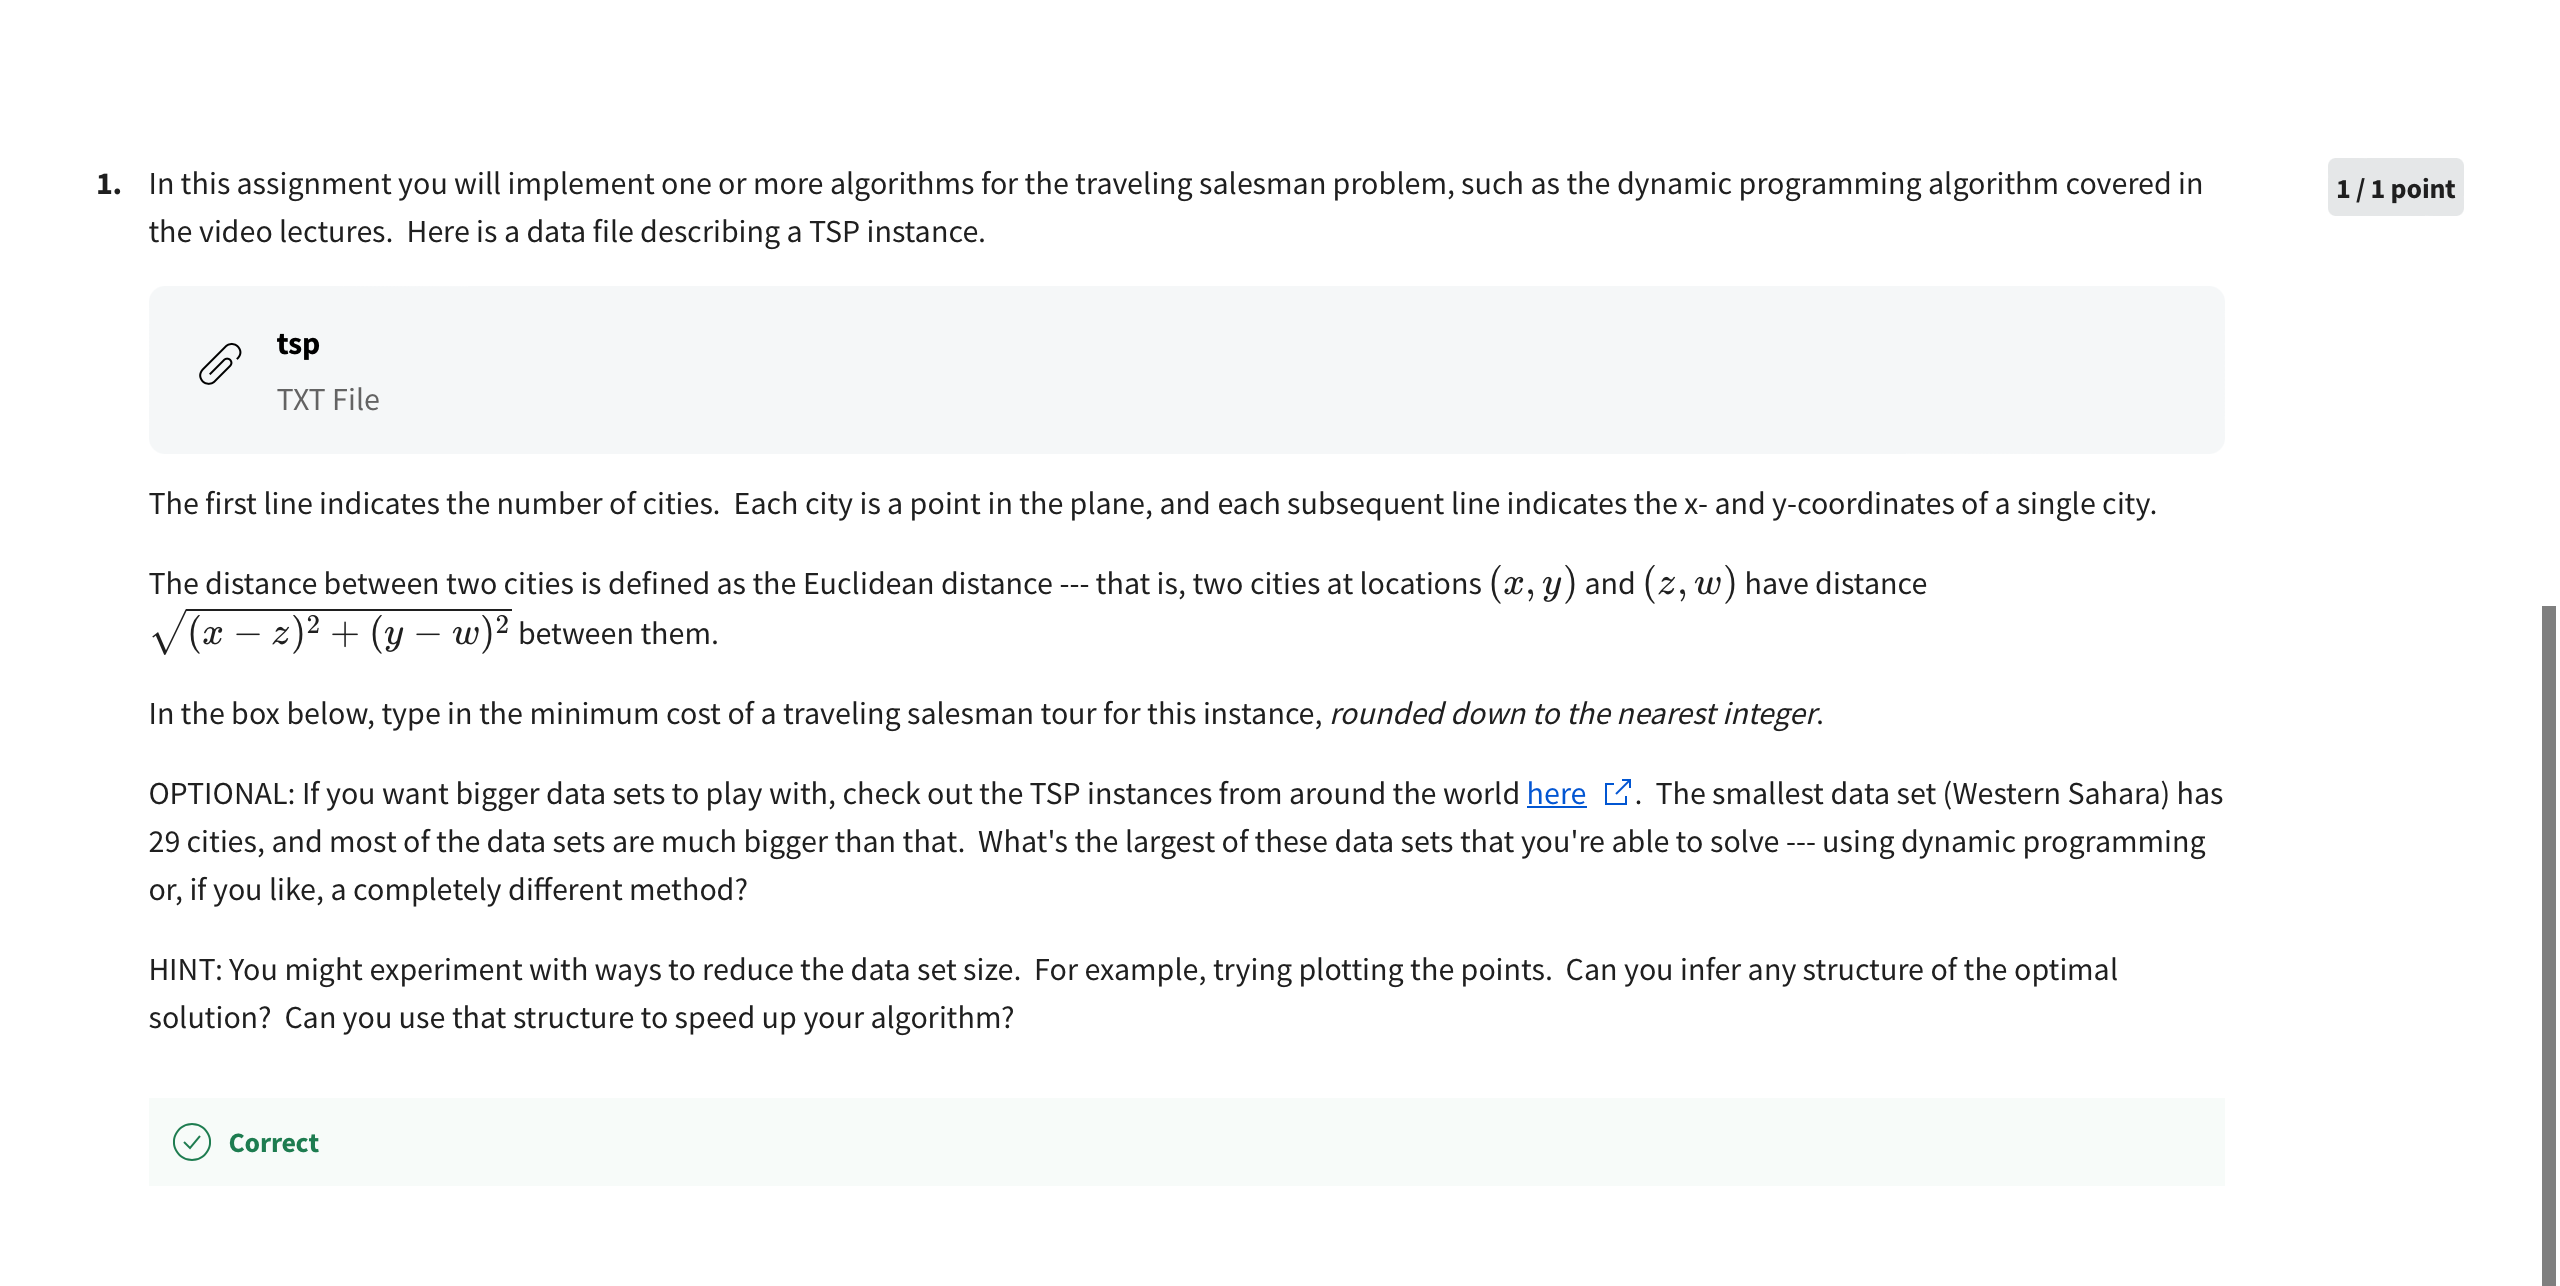 1. In this assignment you will implement one or more algorithms for the traveling salesman problem, such as the dynamic programming algorithm covered in
1 / 1 point
the video lectures.  Here is a data file describing a TSP instance.
tsp
TXT File
The first line indicates the number of cities.  Each city is a point in the plane, and each subsequent line indicates the x- and y-coordinates of a single city.
The distance between two cities is defined as the Euclidean distance --- that is, two cities at locations (x, y) and (z, w) have distance
√((x − z)² + (y − w)²) between them.
In the box below, type in the minimum cost of a traveling salesman tour for this instance, rounded down to the nearest integer.
OPTIONAL: If you want bigger data sets to play with, check out the TSP instances from around the world here .  The smallest data set (Western Sahara) has
29 cities, and most of the data sets are much bigger than that.  What's the largest of these data sets that you're able to solve --- using dynamic programming
or, if you like, a completely different method?
HINT: You might experiment with ways to reduce the data set size.  For example, trying plotting the points.  Can you infer any structure of the optimal
solution?  Can you use that structure to speed up your algorithm?
Correct